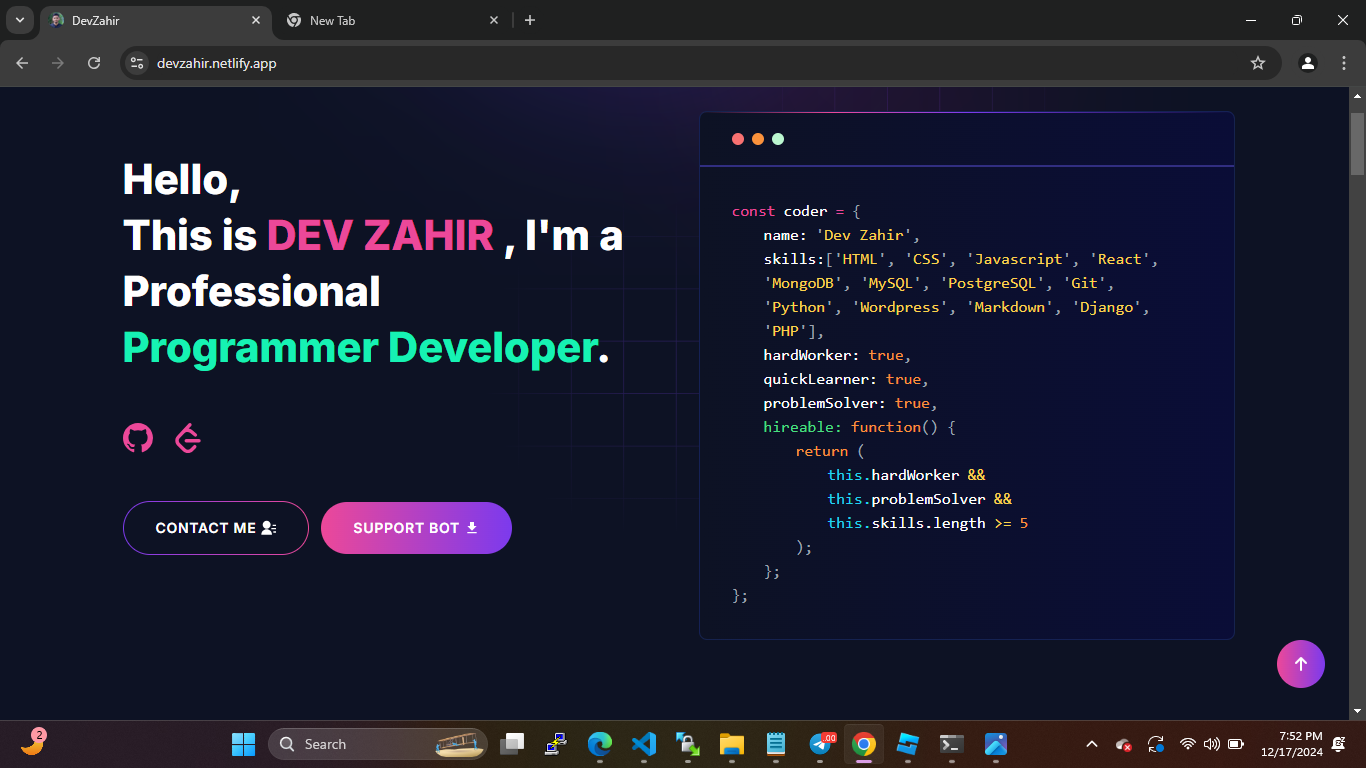 DevZahir
New Tab
devzahir.netlify.app
Hello,
This is DEV ZAHIR , I'm a
Professional
Programmer Developer.
CONTACT ME
SUPPORT BOT
const coder = {
name: 'Dev Zahir',
skills:['HTML', 'CSS', 'Javascript', 'React',
'MongoDB', 'MySQL', 'PostgreSQL', 'Git',
'Python', 'Wordpress', 'Markdown', 'Django',
'PHP'],
hardWorker: true,
quickLearner: true,
problemSolver: true,
hireable: function() {
return (
this.hardWorker &&
this.problemSolver &&
this.skills.length >= 5
);
};
};
2
Search
.00
7:52 PM
12/17/2024